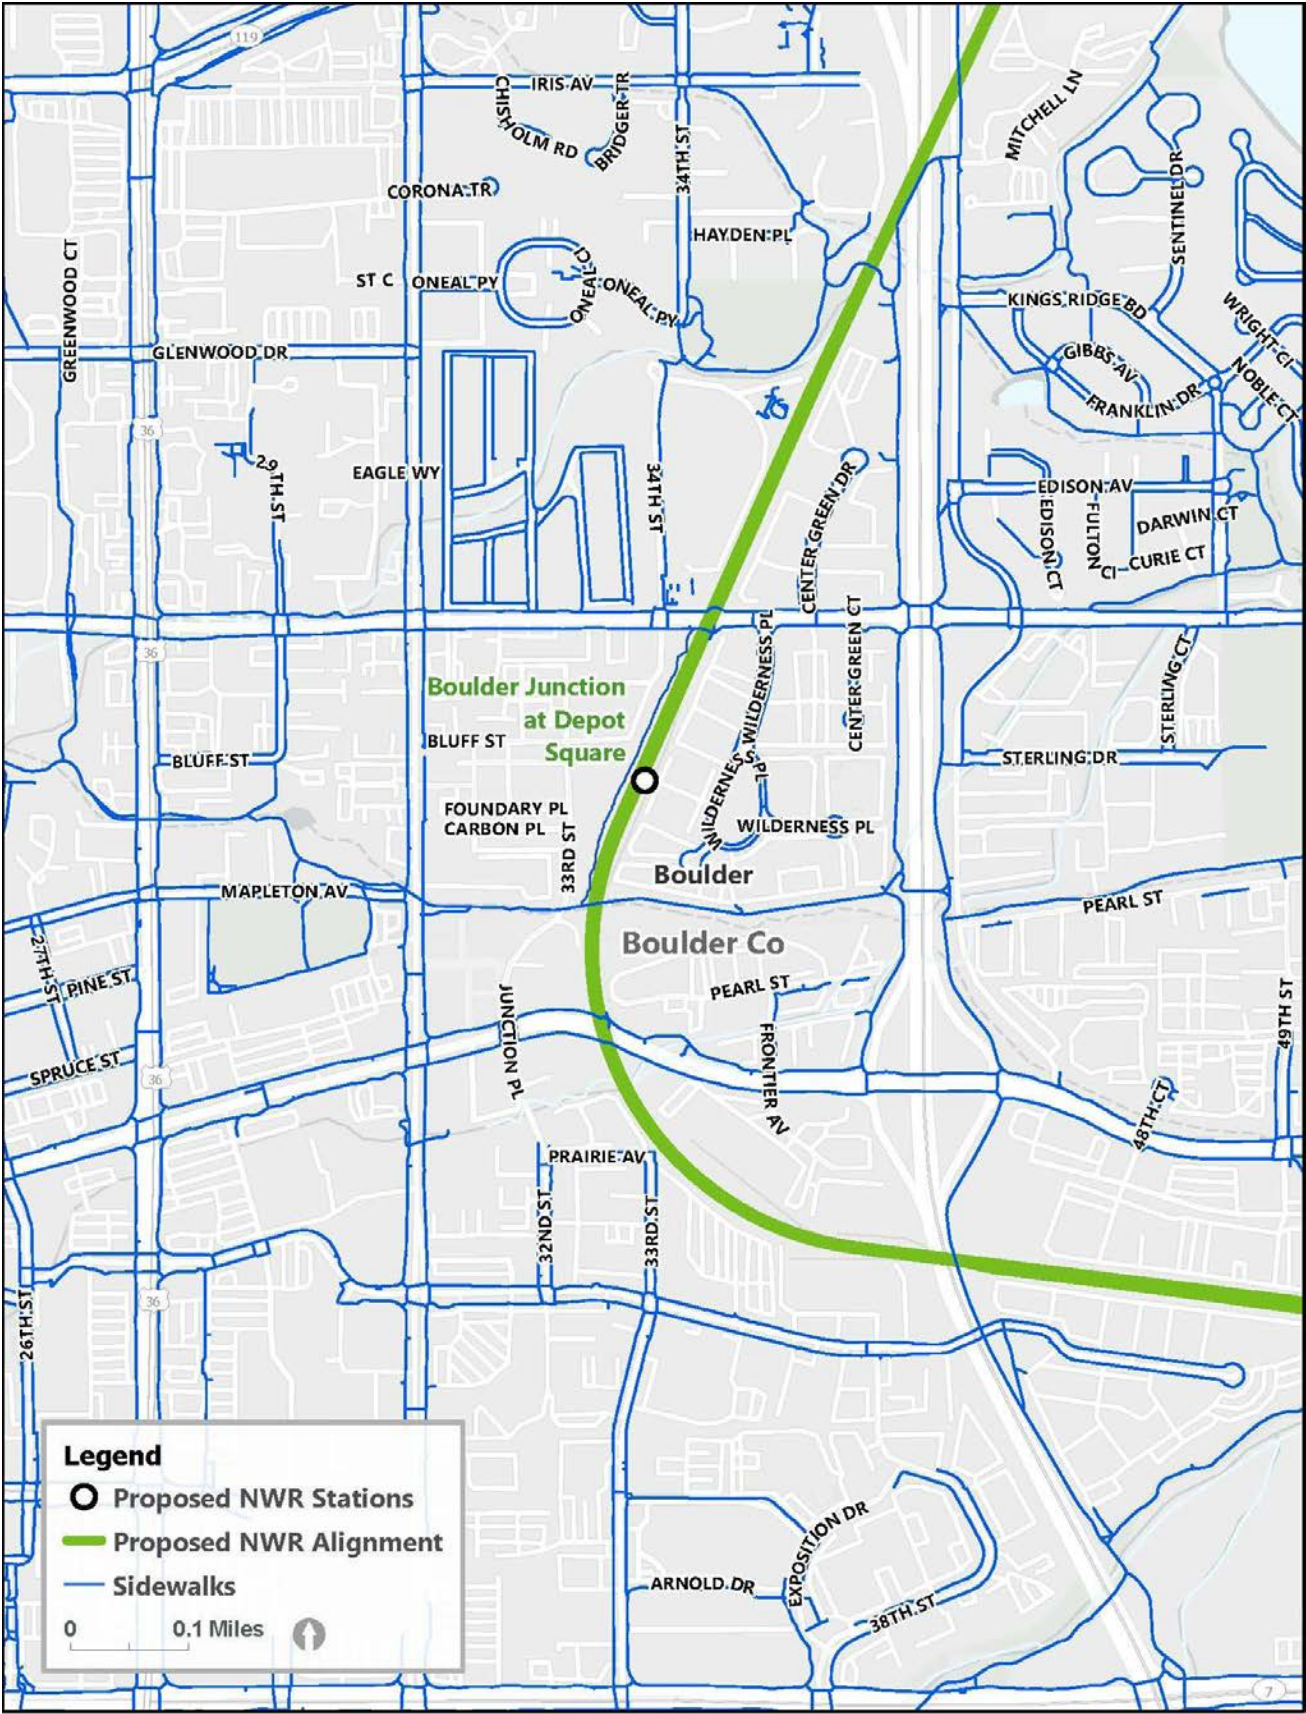 119
IRIS AV
CHISHOLM RD
BRIDGER TR
34TH ST
MITCHELL LN
SENTINEL DR
CORONA TR
HAYDEN PL
GREENWOOD CT
ST C
ONEAL PY
ONEAL CI
ONEAL PY
KINGS RIDGE BD
WRIGHT CI
GLENWOOD DR
GIBBS AV
NOBLE CT
FRANKLIN DR
36
29TH ST
EAGLE WY
34TH ST
CENTER GREEN DR
EDISON AV
EDISON CT
FULTON CI
DARWIN CT
CURIE CT
36
WILDERNESS PL
CENTER GREEN CT
STERLING CT
Boulder Junction
at Depot
Square
BLUFF ST
BLUFF ST
STERLING DR
WILDERNESS PL
FOUNDARY PL
CARBON PL
33RD ST
WILDERNESS PL
Boulder
MAPLETON AV
PEARL ST
27TH ST
Boulder Co
PINE ST
PEARL ST
JUNCTION PL
49TH ST
FRONTIER AV
SPRUCE ST
36
48TH CT
PRAIRIE AV
32ND ST
33RD ST
36
26TH ST
Legend
Proposed NWR Stations
Proposed NWR Alignment
Sidewalks
0 0.1 Miles
EXPOSITION DR
ARNOLD DR
38TH ST
7